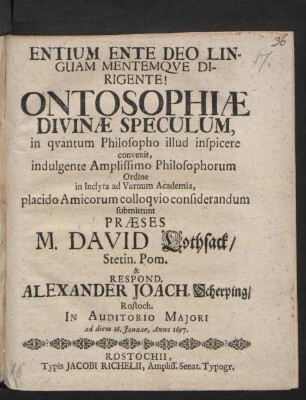 36
ENTIUM ENTE DEO LIN-
GUAM MENTEMQVE DI-
RIGENTE!
ONTOSOPHIÆ
DIVINÆ SPECULUM,
in qvantum Philosopho illud inspicere
convenit,
indulgente Amplissimo Philosophorum
Ordine
in Inclyta ad Varnum Academia,
placido Amicorum colloqvio considerandum
submittunt
PRÆSES
M. DAVID Lothsack/
Stetin. Pom.
&
RESPOND.
ALEXANDER JOACH. Scherping/
Rostoch.
IN AUDITORIO MAJORI
ad diem Januar, Anno 1697.
ROSTOCHII,
Typis JACOBI RICHELII, Ampliss. Senat. Typogr.